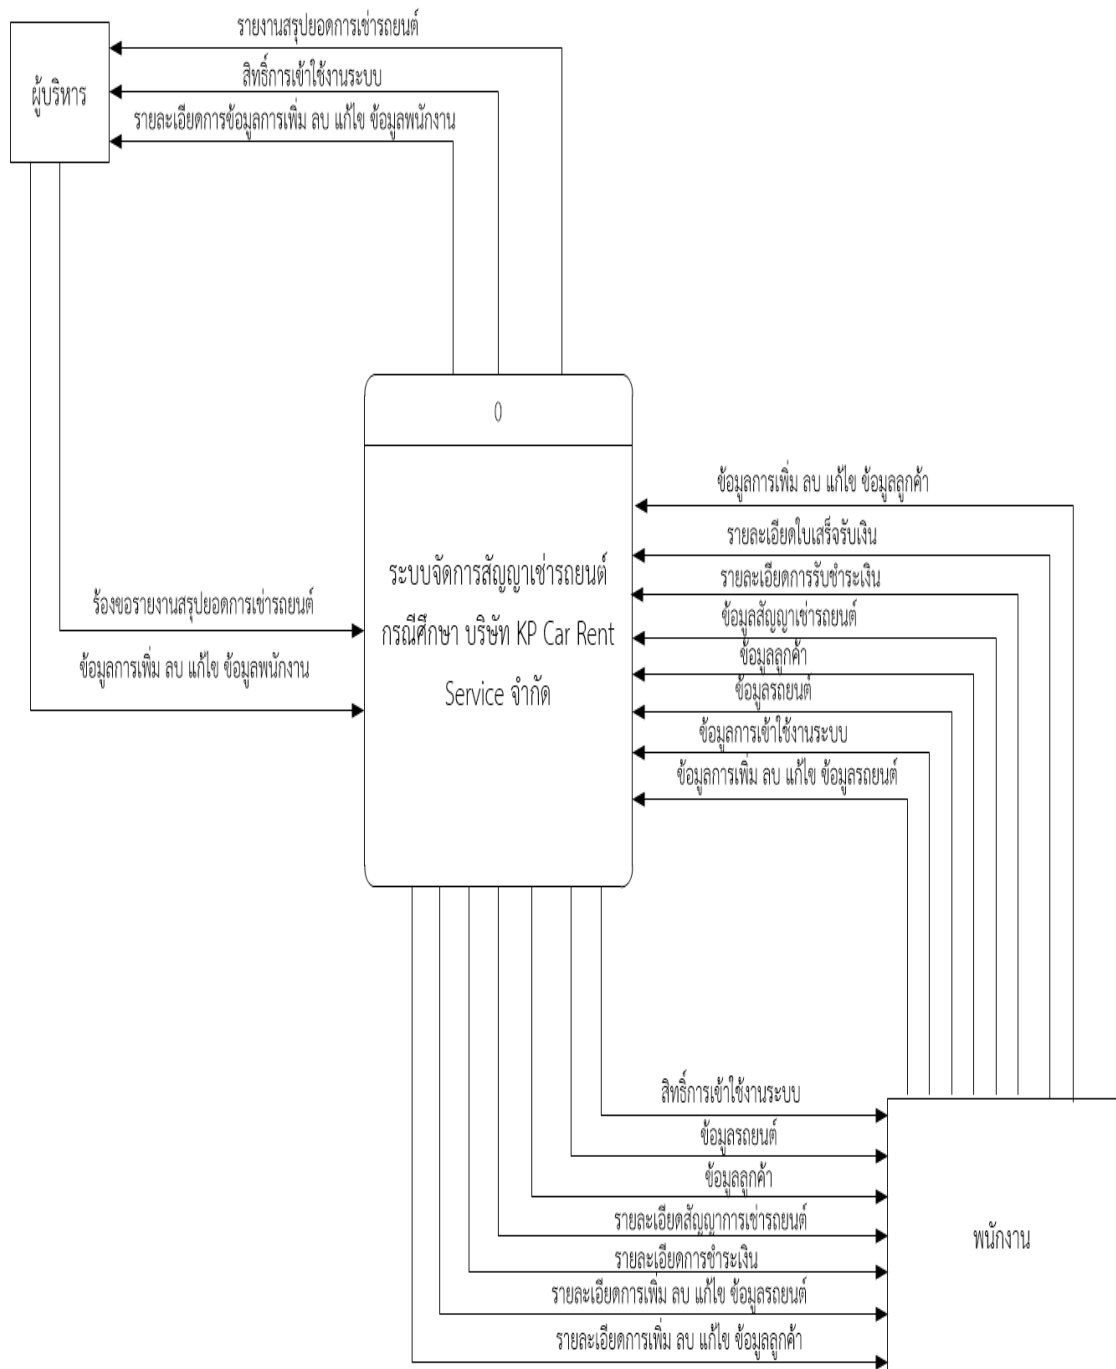 รายงานสรุปยอดการเช่ารถยนต์
สิทธิ์การเข้าใช้งานระบบ
ผู้บริหาร
รายละเอียดการข้อมูลการเพิ่ม ลบ แก้ไข ข้อมูลพนักงาน
0
ข้อมูลการเพิ่ม ลบ แก้ไข ข้อมูลลูกค้า
รายละเอียดใบเสร็จรับเงิน
ระบบจัดการสัญญาเช่ารถยนต์
กรณีศึกษา บริษัท KP Car Rent
Service จำกัด
รายละเอียดการรับชำระเงิน
ร้องขอรายงานสรุปยอดการเช่ารถยนต์
ข้อมูลสัญญาเช่ารถยนต์
ข้อมูลลูกค้า
ข้อมูลการเพิ่ม ลบ แก้ไข ข้อมูลพนักงาน
ข้อมูลรถยนต์
ข้อมูลการเข้าใช้งานระบบ
ข้อมูลการเพิ่ม ลบ แก้ไข ข้อมูลรถยนต์
สิทธิ์การเข้าใช้งานระบบ
ข้อมูลรถยนต์
ข้อมูลลูกค้า
รายละเอียดสัญญาการเช่ารถยนต์
พนักงาน
รายละเอียดการชำระเงิน
รายละเอียดการเพิ่ม ลบ แก้ไข ข้อมูลรถยนต์
รายละเอียดการเพิ่ม ลบ แก้ไข ข้อมูลลูกค้า